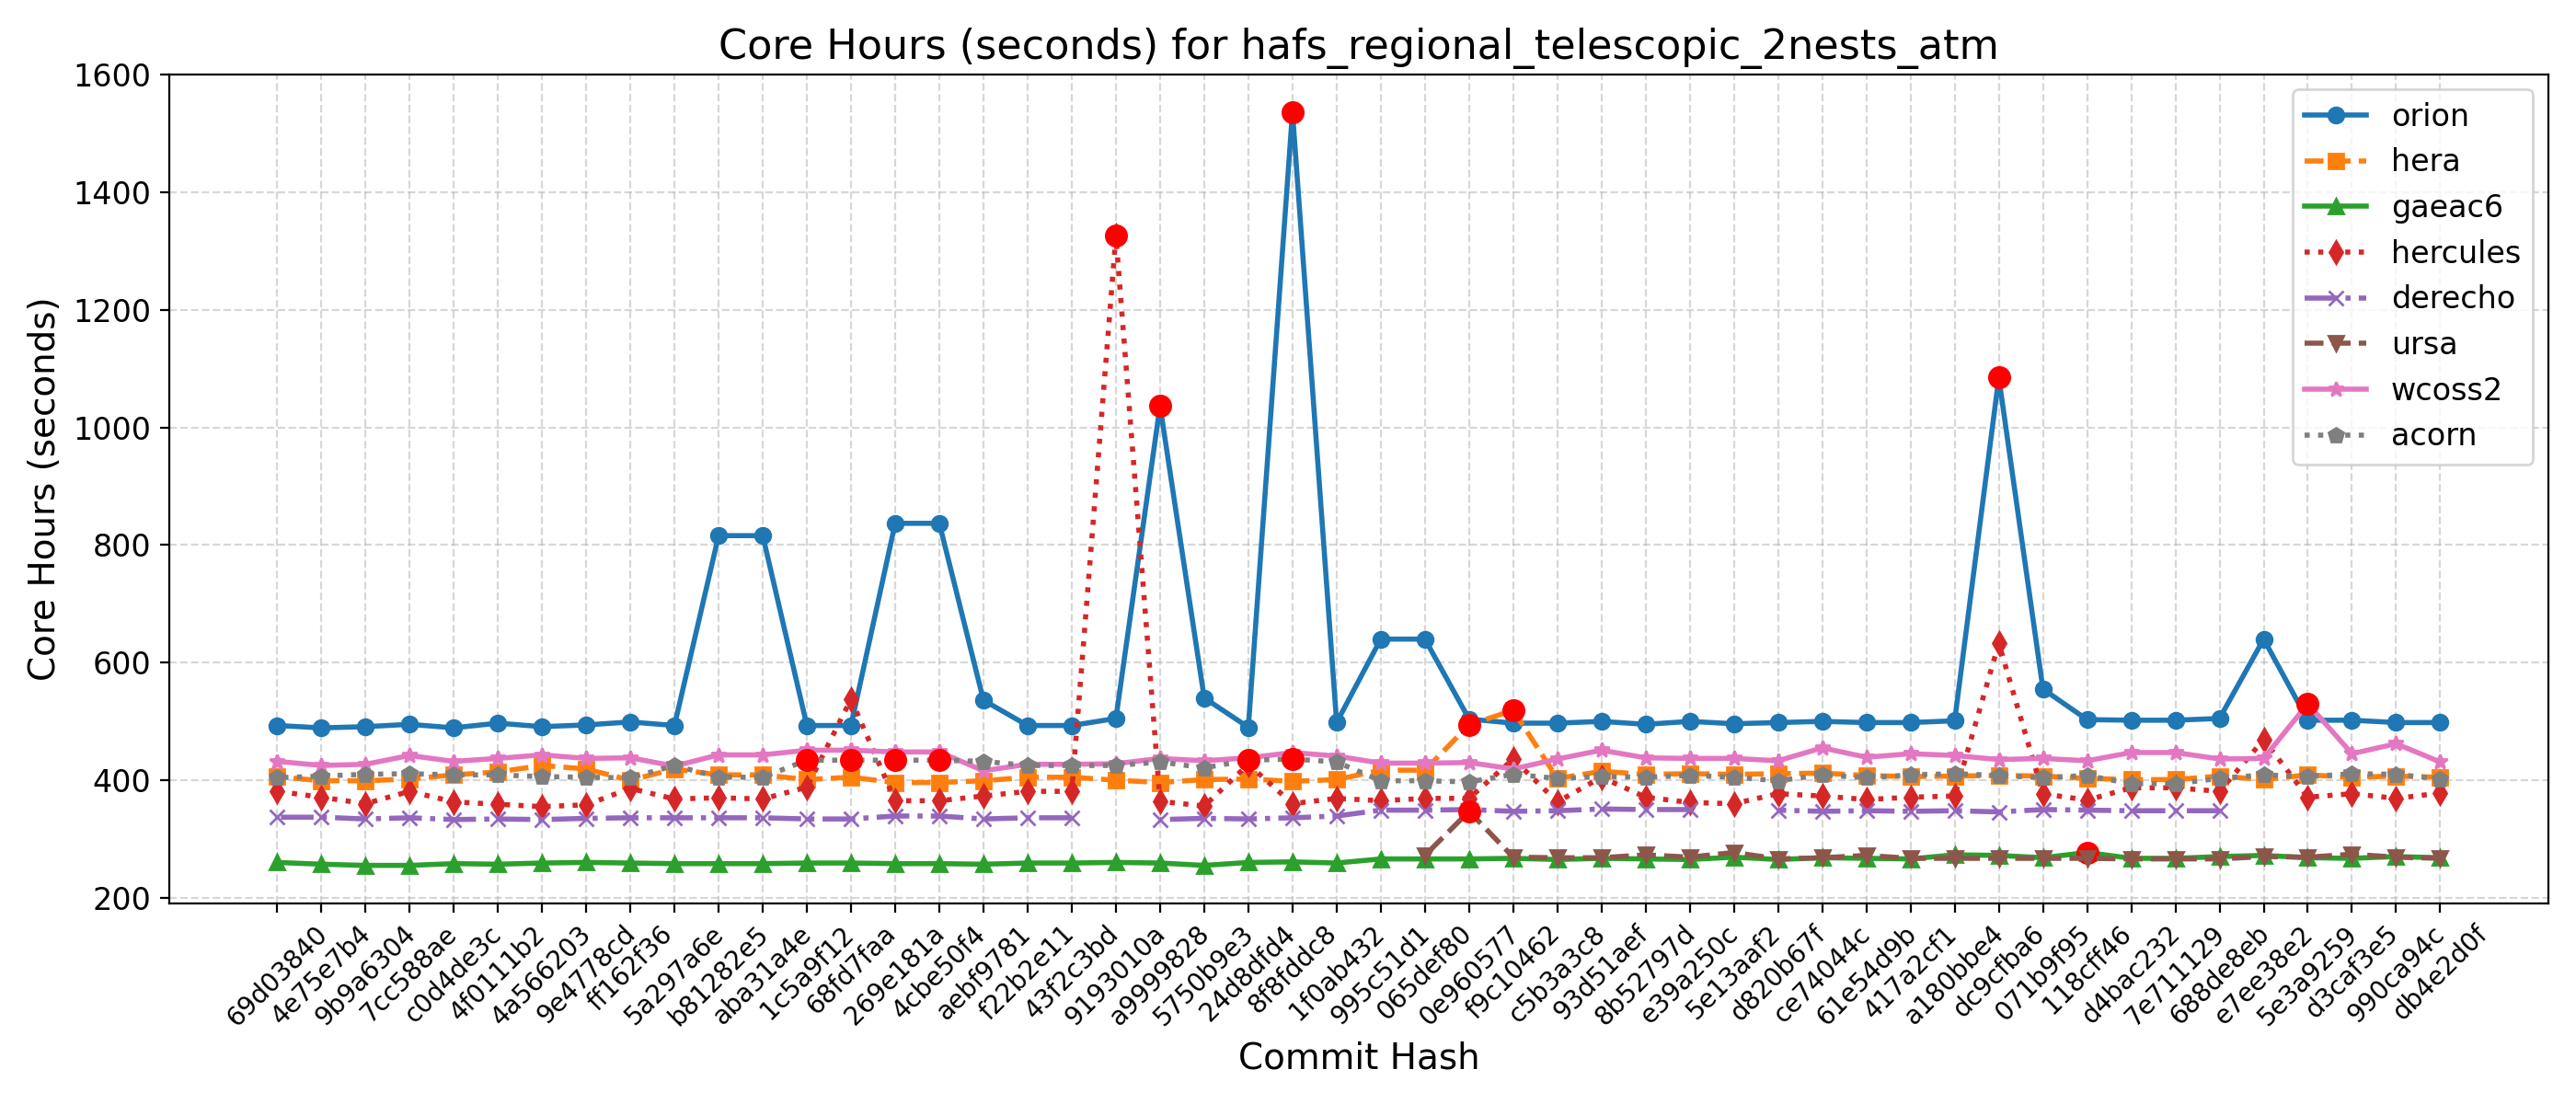 Core Hours (seconds) for hafs_regional_telescopic_2nests_atm
Core Hours (seconds)
1600
1400
1200
1000
800
600
400
200
orion
hera
gaeac6
hercules
derecho
ursa
wcoss2
acorn
69d03840
4e75e7b4
9b9a6304
7cc588ae
c0d4de3c
4f0111b2
4a566203
9e4778cd
ff162f36
5a297a6e
b81282e5
aba31a4e
1c5a9f12
68fd7faa
269e181a
4cbe50f4
aebf9781
f22b2e11
43f2c3bd
9193010a
a9999828
5750b9e3
24d8dfd4
8f8fddc8
1f0ab432
995c51d1
065def80
0e960577
f9c10462
c5b3a3c8
93d51aef
8b52797d
e39a250c
5e13aaf2
d820b67f
ce74044c
61e54d9b
417a2cf1
a180bbe4
dc9cfba6
071b9f95
118cff46
d4bac232
7e711129
688de8eb
e7ee38e2
5e3a9259
d3caf3e5
990ca94c
db4e2d0f
Commit Hash